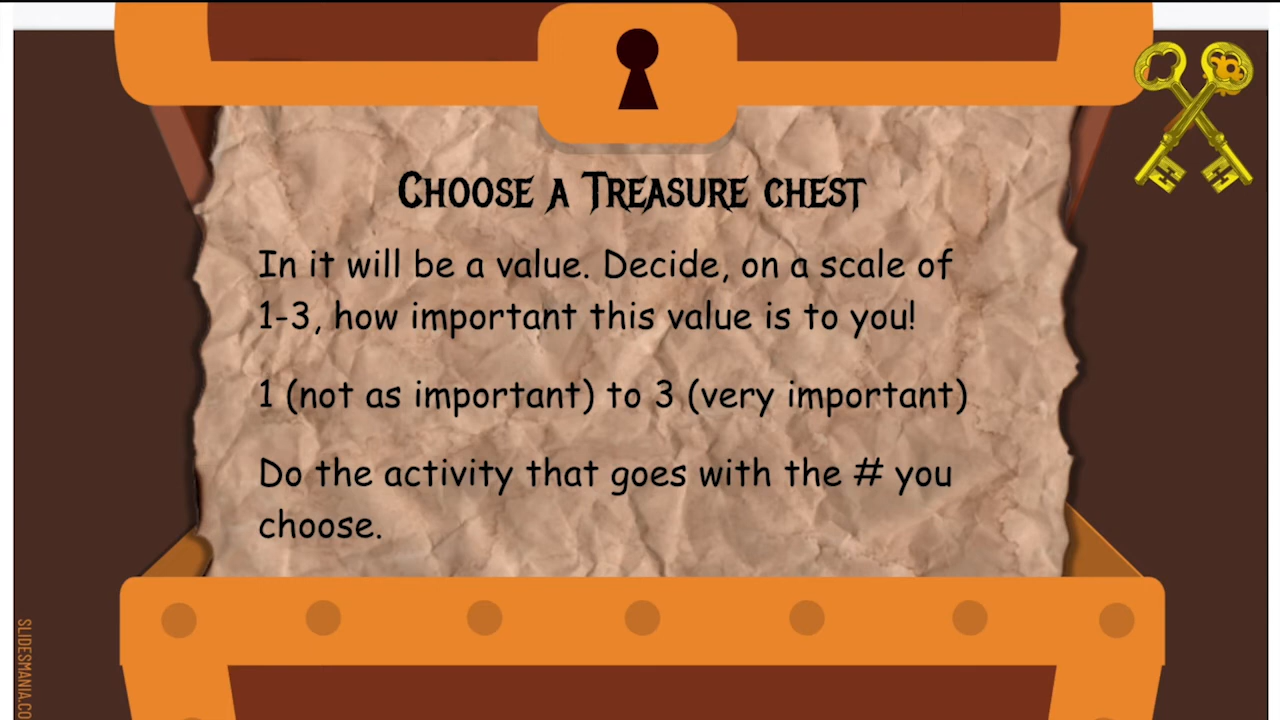 Choose a Treasure chest
In it will be a value. Decide, on a scale of
1-3, how important this value is to you!
1 (not as important) to 3 (very important)
Do the activity that goes with the # you
choose.
SLIDESMANIA.CO